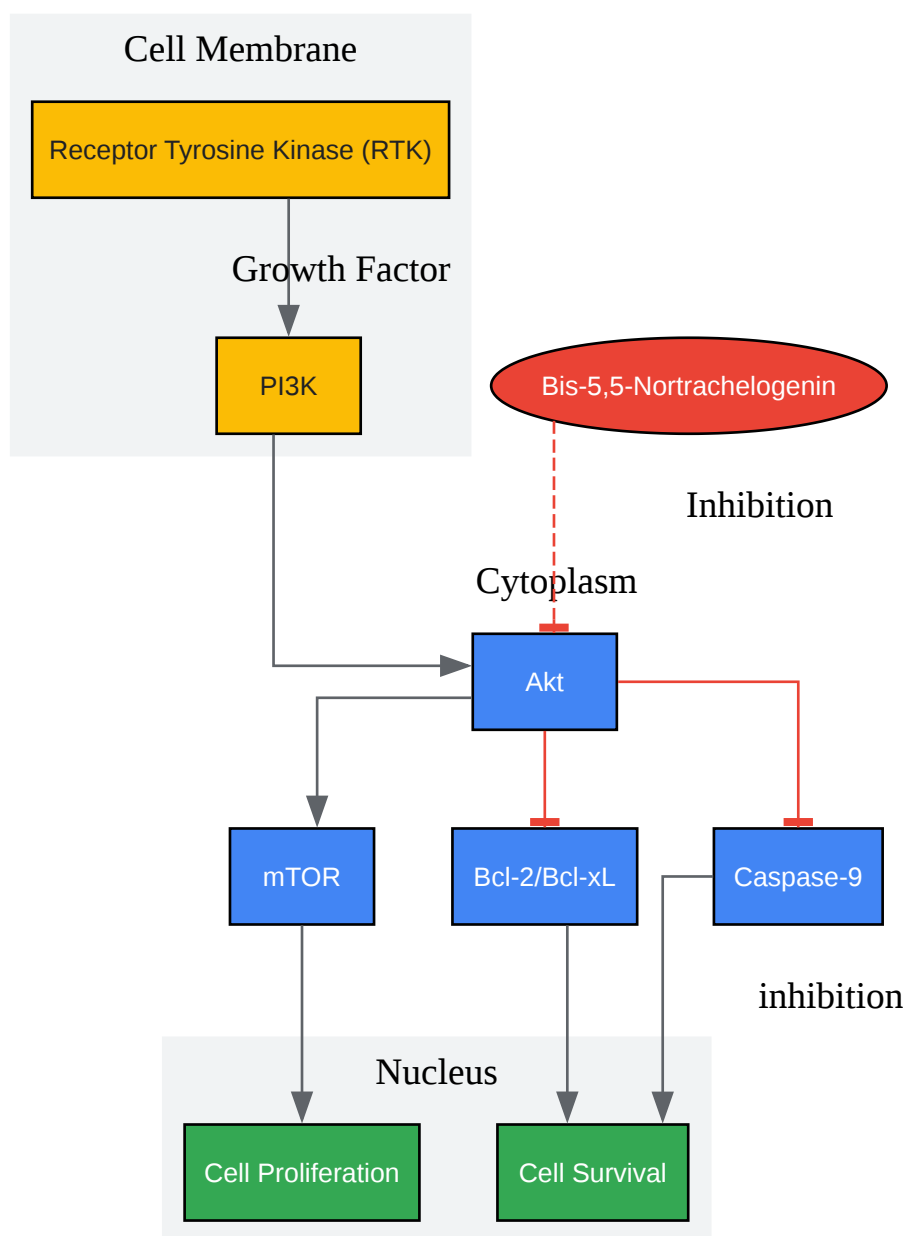 Cell Membrane
Receptor Tyrosine Kinase (RTK)
Growth Factor
PI3K
Bis-5,5-Nortrachelogenin
Inhibition
Cytoplasm
Akt
mTOR
Bcl-2/Bcl-xL
Caspase-9
inhibition
Nucleus
Cell Proliferation
Cell Survival